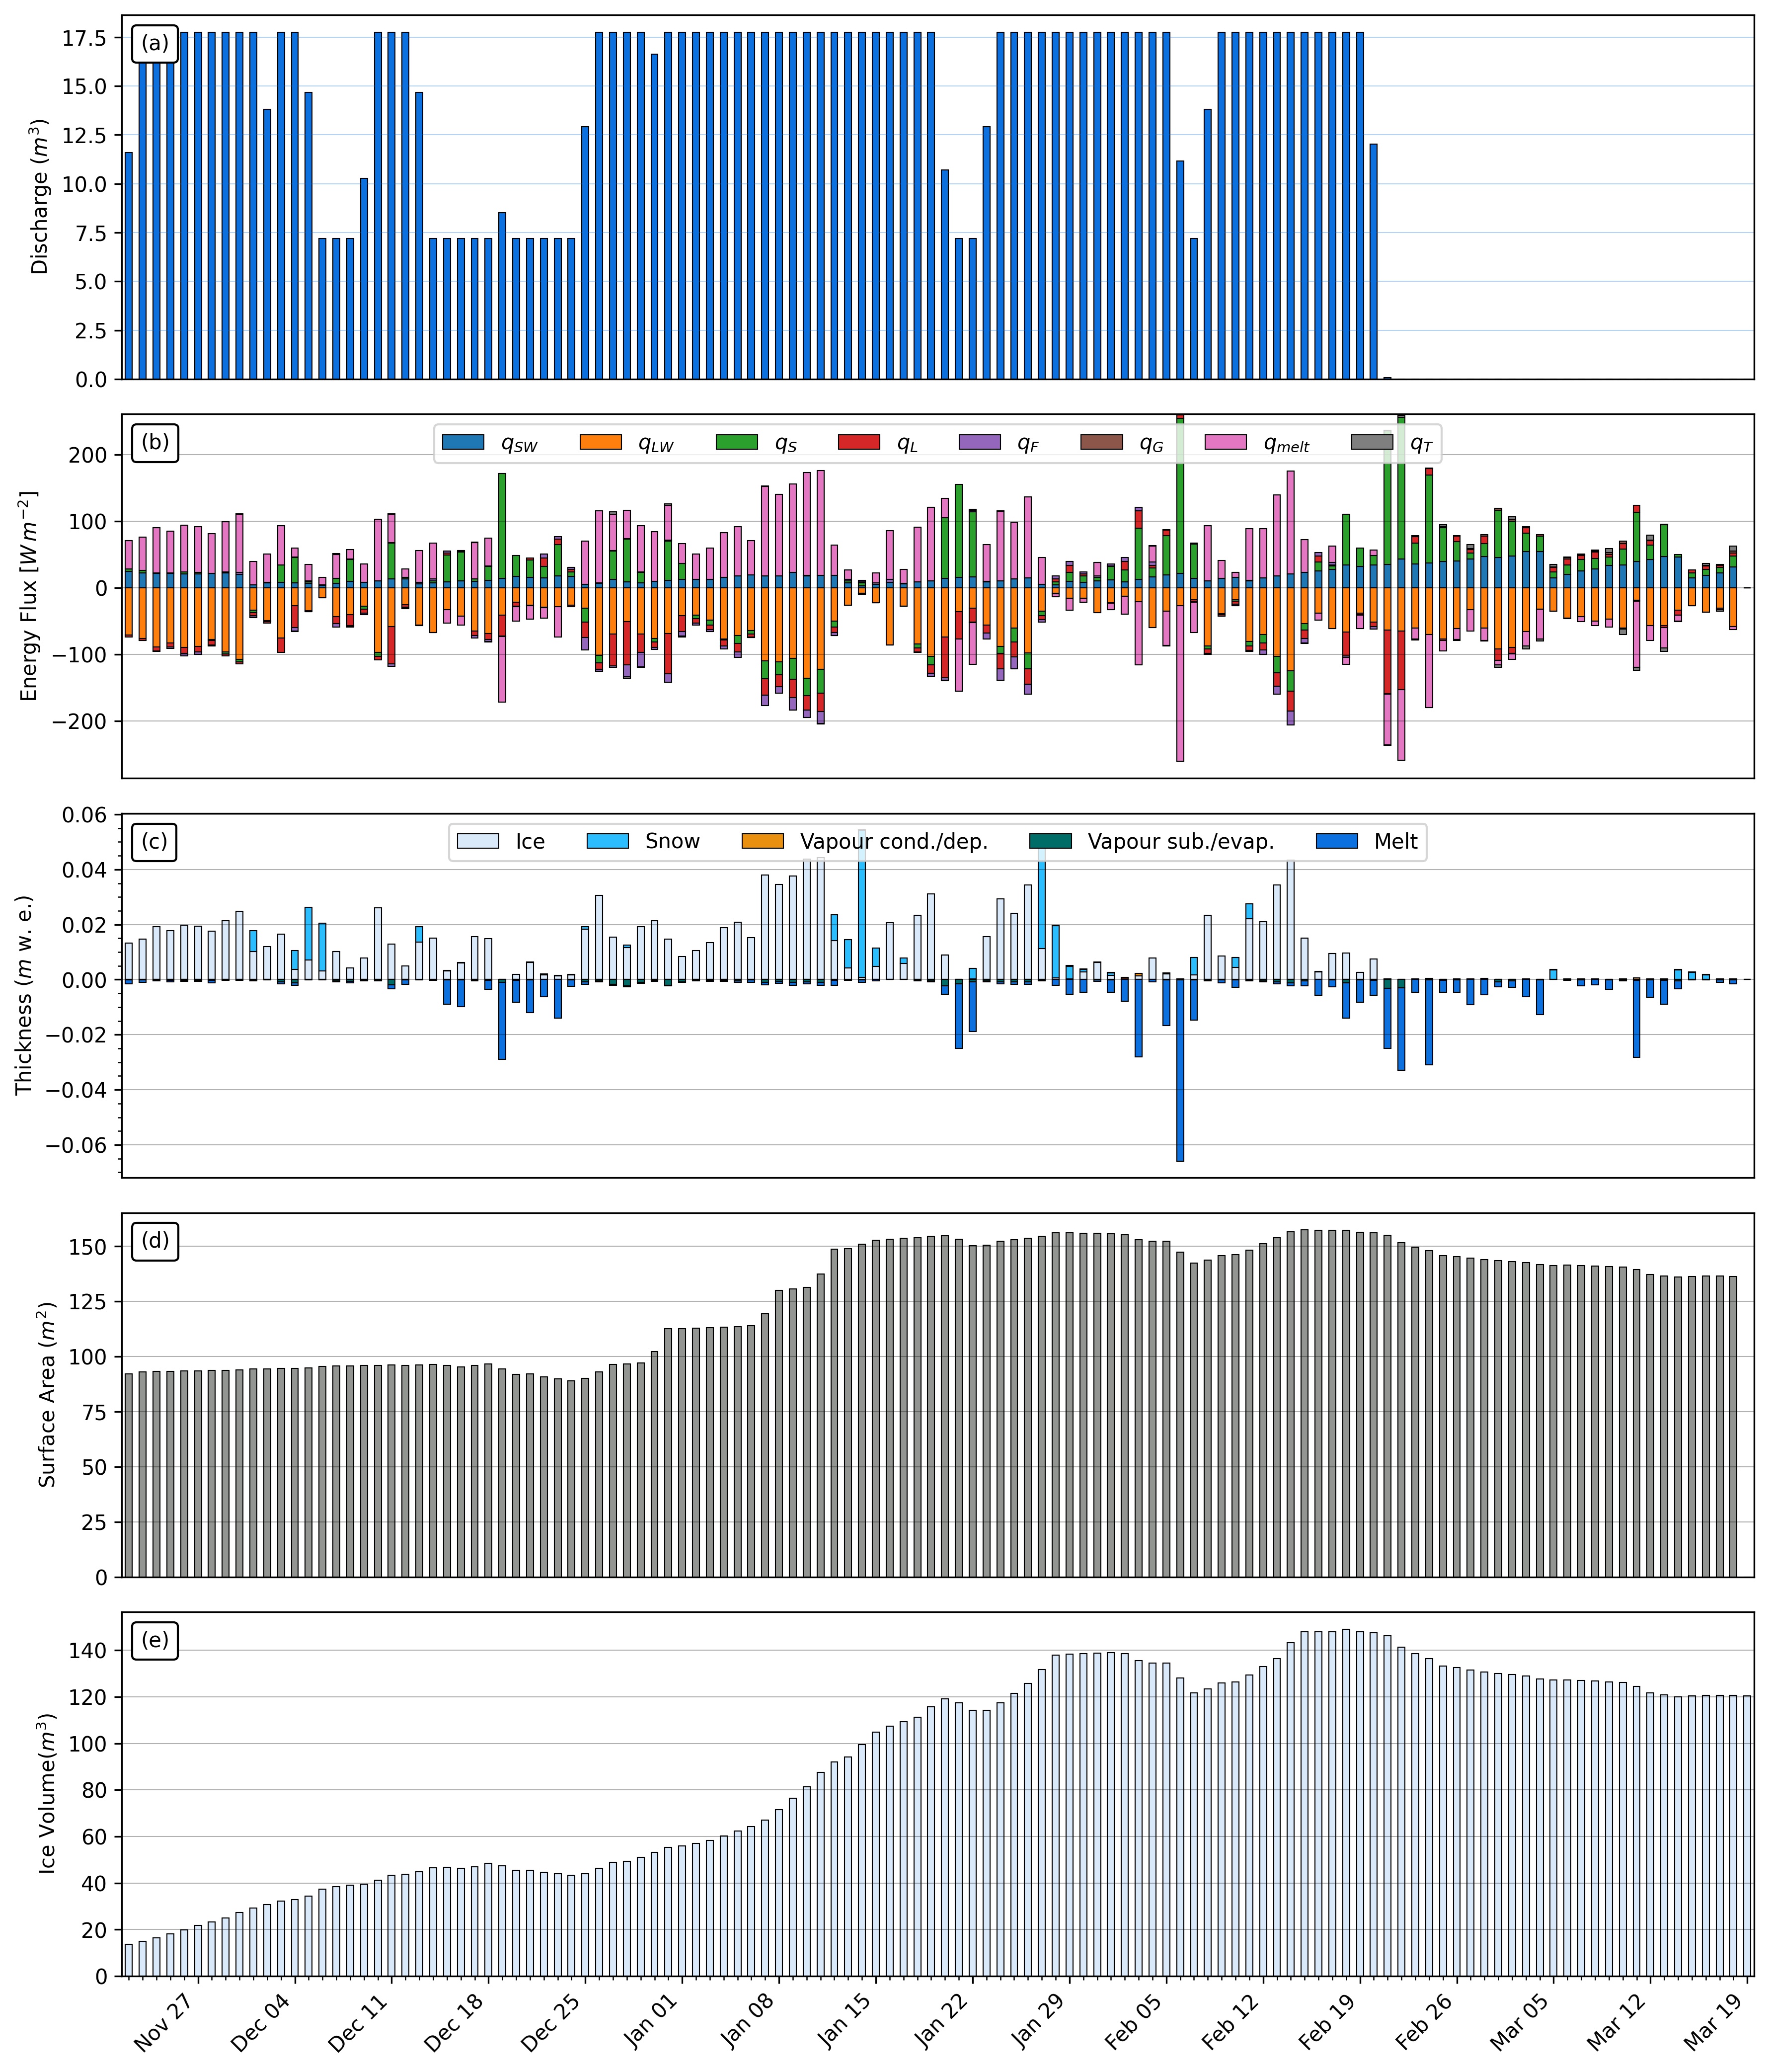 (a)
Discharge (m³)
17.5
15.0
12.5
10.0
7.5
5.0
2.5
0.0
(b)
q_SW q_LW q_S q_L q_F q_G q_melt q_T
Energy Flux [W m⁻²]
200
100
0
−100
−200
(c)
Ice Snow Vapour cond./dep. Vapour sub./evap. Melt
Thickness (m w. e.)
0.06
0.04
0.02
0.00
−0.02
−0.04
−0.06
(d)
Surface Area (m²)
150
125
100
75
50
25
0
(e)
Ice Volume(m³)
140
120
100
80
60
40
20
0
Nov 27 Dec 04 Dec 11 Dec 18 Dec 25 Jan 01 Jan 08 Jan 15 Jan 22 Jan 29 Feb 05 Feb 12 Feb 19 Feb 26 Mar 05 Mar 12 Mar 19